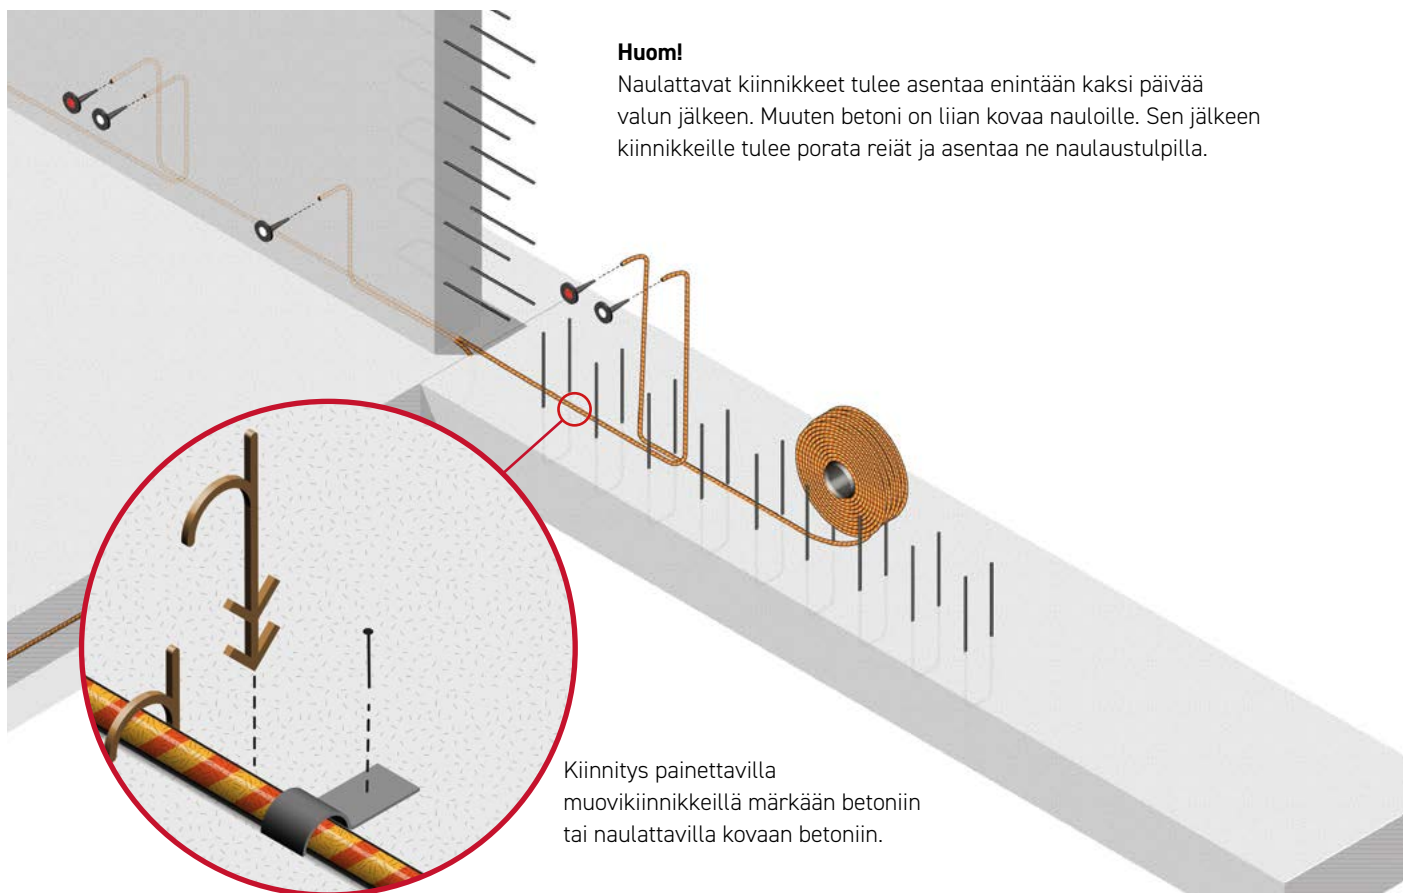 Huom!
Naulattavat kiinnikkeet tulee asentaa enintään kaksi päivää
valun jälkeen. Muuten betoni on liian kovaa nauloille. Sen jälkeen
kiinnikkeille tulee porata reiät ja asentaa ne naulaustulpilla.
Kiinnitys painettavilla
muovikiinnikkeillä märkään betoniin
tai naulattavilla kovaan betoniin.